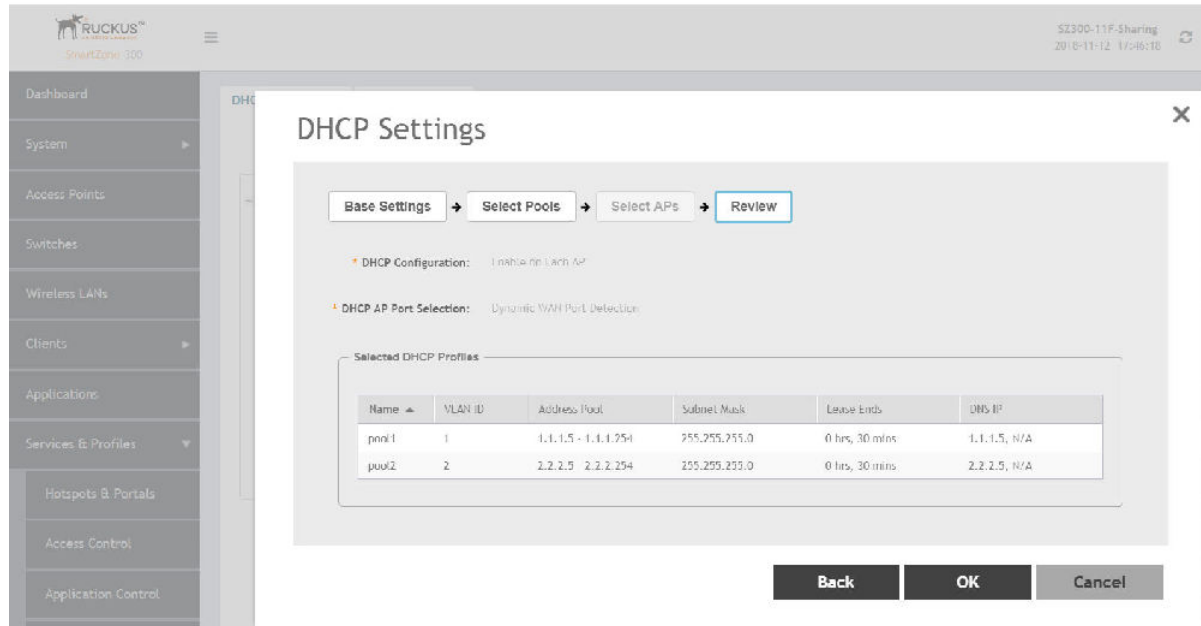 RUCKUS™
SmartZone 300
SZ300-11F-Sharing
2018-11-12 17:46:18
Dashboard
System
Access Points
Switches
Wireless LANs
Clients
Applications
Services & Profiles
Hotspots & Portals
Access Control
Application Control
DHC
DHCP Settings
Base Settings
Select Pools
Select APs
Review
* DHCP Configuration: Enable on Each AP
* DHCP AP Port Selection: Dynamic WAN Port Detection
Selected DHCP Profiles
Name VLAN ID Address Pool Subnet Mask Lease Ends DNS IP
pool1 1 1.1.1.5 - 1.1.1.254 255.255.255.0 0 hrs, 30 mins 1.1.1.5, N/A
pool2 2 2.2.2.5 - 2.2.2.254 255.255.255.0 0 hrs, 30 mins 2.2.2.5, N/A
Back
OK
Cancel